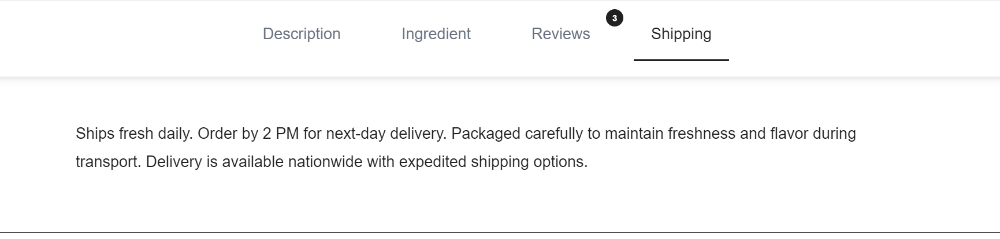 Description Ingredient Reviews 3 Shipping
Ships fresh daily. Order by 2 PM for next-day delivery. Packaged carefully to maintain freshness and flavor during
transport. Delivery is available nationwide with expedited shipping options.